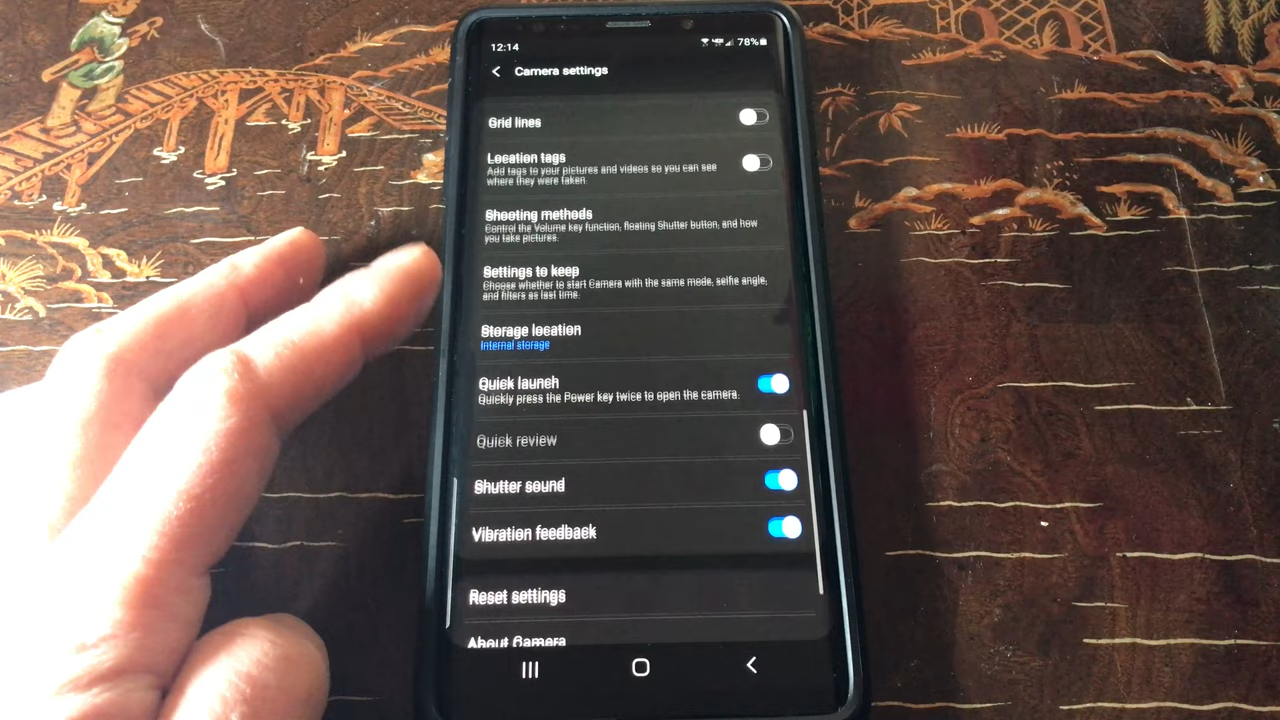 12:14
78%
Camera settings
Grid lines
Location tags
Add tags to your pictures and videos so you can see
where they were taken.
Shooting methods
Control the Volume key function, floating Shutter button, and how
you take pictures.
Settings to keep
Choose whether to start Camera with the same mode, selfie angle,
and filters as last time.
Storage location
Internal storage
Quick launch
Quickly press the Power key twice to open the camera.
Quick review
Shutter sound
Vibration feedback
Reset settings
About Camera